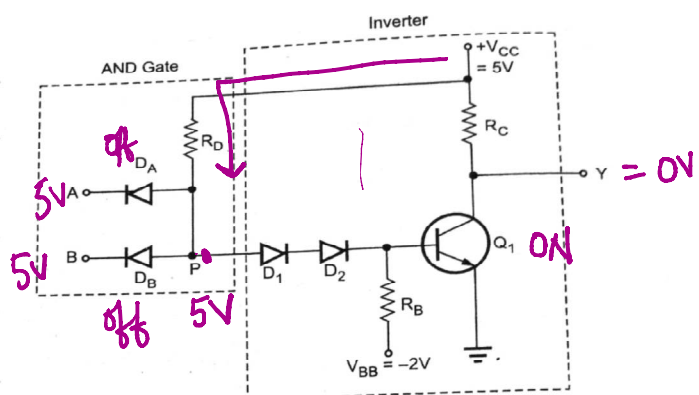 Inverter
+VCC
= 5V
AND Gate
off
DA
RD
RC
5V A
Y = 0V
5V B
P
DB
D1
D2
Q1 ON
off
5V
RB
VBB = −2V